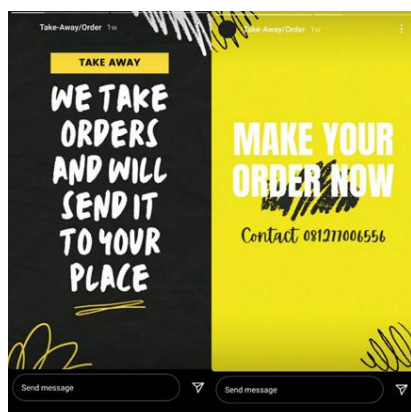 Take-Away/Order 1w
TAKE AWAY
WE TAKE
ORDERS
AND WILL
SEND IT
TO YOUR
PLACE
Send message
Take-Away/Order 1w
MAKE YOUR
ORDER NOW
Contact 081277006556
Send message